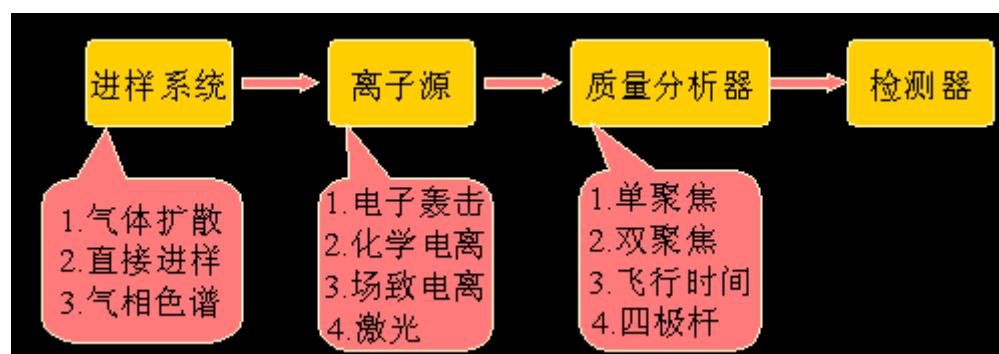 进样系统
离子源
质量分析器
检测器
1.气体扩散
2.直接进样
3.气相色谱
1.电子轰击
2.化学电离
3.场致电离
4.激光
1.单聚焦
2.双聚焦
3.飞行时间
4.四极杆